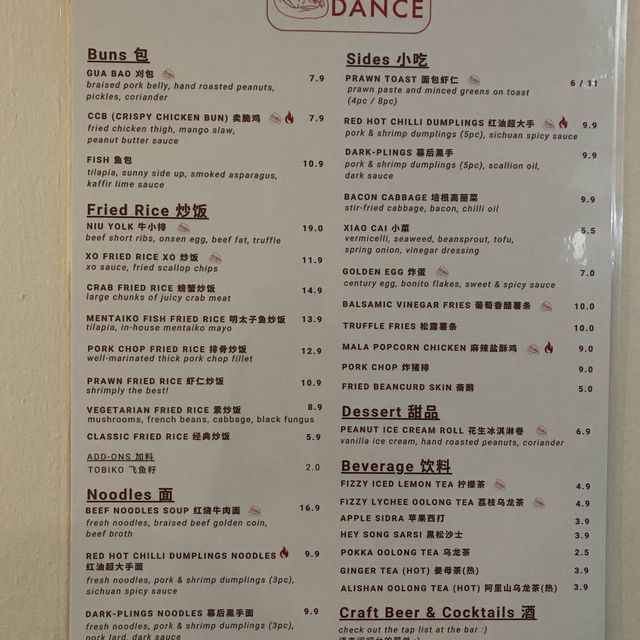 DANCE
Buns 包
GUA BAO 刈包 7.9
braised pork belly, hand roasted peanuts,
pickles, coriander
CCB (CRISPY CHICKEN BUN) 卖脆鸡 7.9
fried chicken thigh, mango slaw,
peanut butter sauce
FISH 鱼包 10.9
tilapia, sunny side up, smoked asparagus,
kaffir lime sauce
Fried Rice 炒饭
NIU YOLK 牛小排 19.0
beef short ribs, onsen egg, beef fat, truffle
XO FRIED RICE XO 炒饭 11.9
xo sauce, fried scallop chips
CRAB FRIED RICE 螃蟹炒饭 14.9
large chunks of juicy crab meat
MENTAIKO FISH FRIED RICE 明太子鱼炒饭 13.9
tilapia, in-house mentaiko mayo
PORK CHOP FRIED RICE 排骨炒饭 12.9
well-marinated thick pork chop fillet
PRAWN FRIED RICE 虾仁炒饭 10.9
shrimply the best!
VEGETARIAN FRIED RICE 素炒饭 8.9
mushrooms, french beans, cabbage, black fungus
CLASSIC FRIED RICE 经典炒饭 5.9
ADD-ONS 加料
TOBIKO 飞鱼籽 2.0
Noodles 面
BEEF NOODLES SOUP 红烧牛肉面 16.9
fresh noodles, braised beef golden coin,
beef broth
RED HOT CHILLI DUMPLINGS NOODLES 9.9
红油超大手面
fresh noodles, pork & shrimp dumplings (3pc),
sichuan spicy sauce
DARK-PLINGS NOODLES 幕后黑手面 9.9
fresh noodles, pork & shrimp dumplings (3pc),
pork lard, dark sauce
Sides 小吃
PRAWN TOAST 面包虾仁 6 / 11
prawn paste and minced greens on toast
(4pc / 8pc)
RED HOT CHILLI DUMPLINGS 红油超大手 9.9
pork & shrimp dumplings (5pc), sichuan spicy sauce
DARK-PLINGS 幕后黑手 9.9
pork & shrimp dumplings (5pc), scallion oil,
dark sauce
BACON CABBAGE 培根高丽菜 9.9
stir-fried cabbage, bacon, chilli oil
XIAO CAI 小菜 5.5
vermicelli, seaweed, beansprout, tofu,
spring onion, vinegar dressing
GOLDEN EGG 炸蛋 7.0
century egg, bonito flakes, sweet & spicy sauce
BALSAMIC VINEGAR FRIES 葡萄香醋薯条 10.0
TRUFFLE FRIES 松露薯条 10.0
MALA POPCORN CHICKEN 麻辣盐酥鸡 9.0
PORK CHOP 炸猪排 9.0
FRIED BEANCURD SKIN 斋鹅 5.0
Dessert 甜品
PEANUT ICE CREAM ROLL 花生冰淇淋卷 6.9
vanilla ice cream, hand roasted peanuts, coriander
Beverage 饮料
FIZZY ICED LEMON TEA 柠檬茶 4.9
FIZZY LYCHEE OOLONG TEA 荔枝乌龙茶 4.9
APPLE SIDRA 苹果西打 3.9
HEY SONG SARSI 黑松沙士 3.9
POKKA OOLONG TEA 乌龙茶 2.5
GINGER TEA (HOT) 姜母茶(热) 3.9
ALISHAN OOLONG TEA (HOT) 阿里山乌龙茶(热) 3.9
Craft Beer & Cocktails 酒
check out the tap list at the bar :)